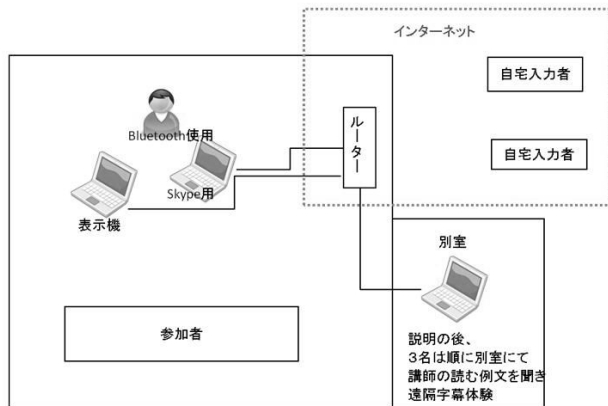 インターネット
自宅入力者
自宅入力者
ルーター
Bluetooth使用
Skype用
表示機
参加者
別室
説明の後、
３名は順に別室にて
講師の読む例文を聞き
遠隔字幕体験